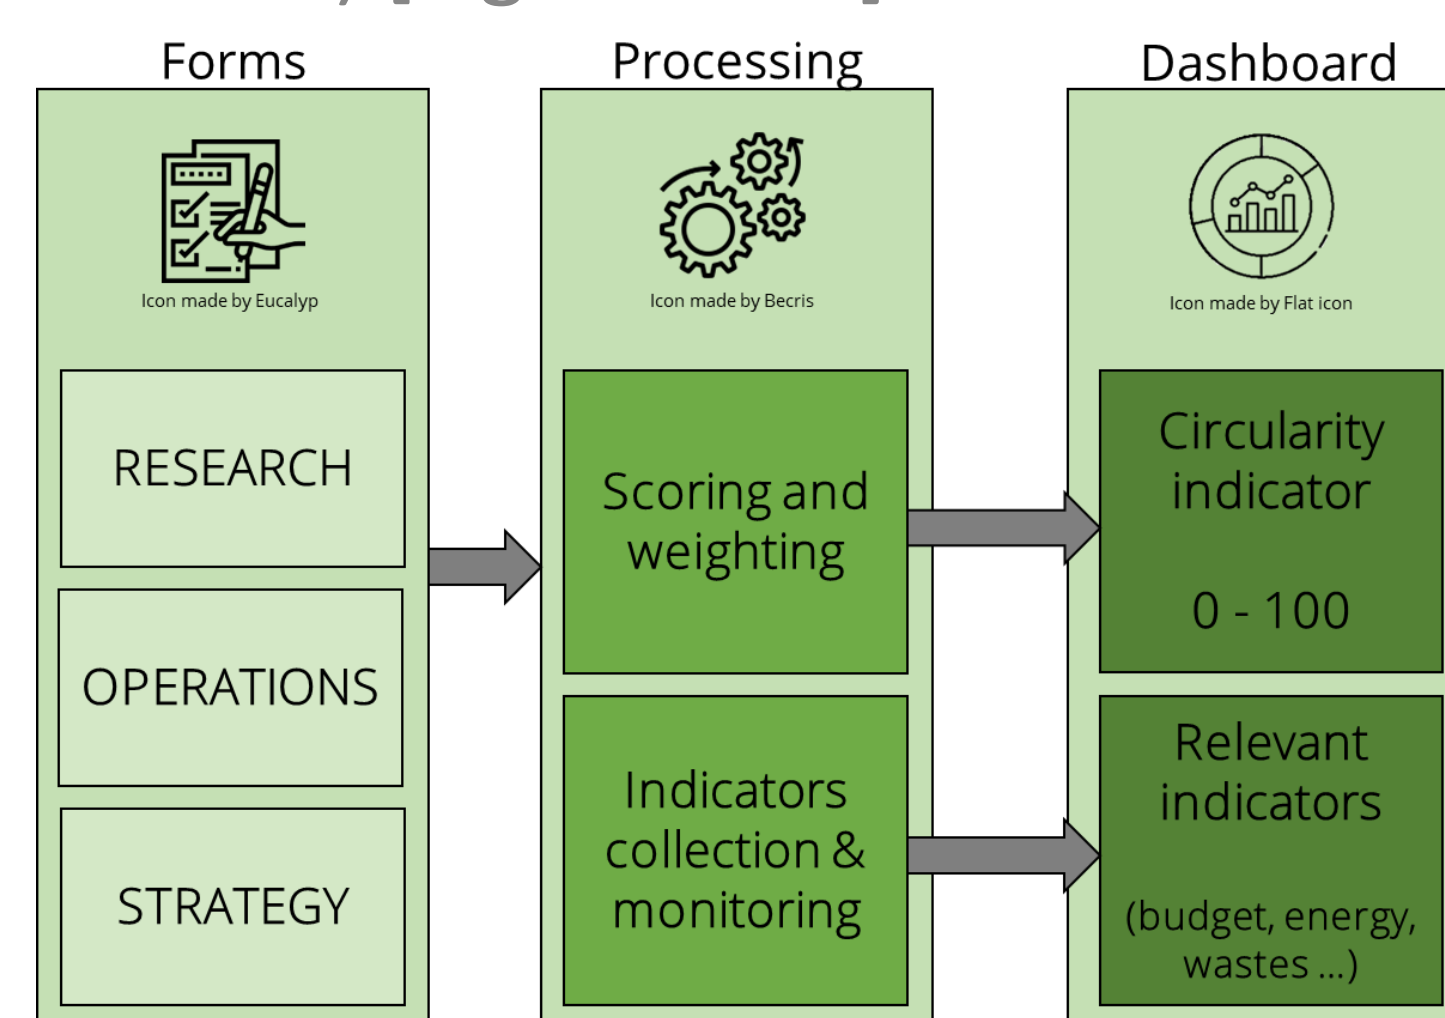 Forms
Icon made by Eucalyp
RESEARCH
OPERATIONS
STRATEGY
Processing
Icon made by Becris
Scoring and
weighting
Indicators
collection &
monitoring
Dashboard
Icon made by Flat icon
Circularity
indicator
0 - 100
Relevant
indicators
(budget, energy,
wastes ...)